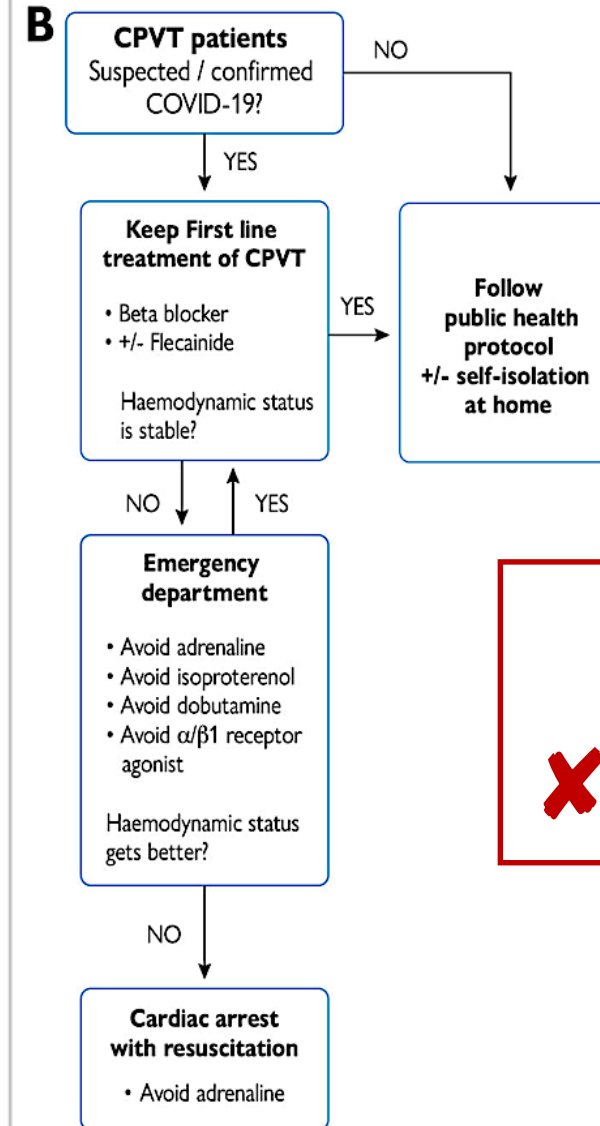 B
CPVT patients
Suspected / confirmed
COVID-19?
NO
YES
Keep First line
treatment of CPVT
• Beta blocker
• +/- Flecainide
Haemodynamic status
is stable?
YES
Follow
public health
protocol
+/- self-isolation
at home
NO
YES
Emergency
department
• Avoid adrenaline
• Avoid isoproterenol
• Avoid dobutamine
• Avoid α/β1 receptor
agonist
Haemodynamic status
gets better?
NO
Cardiac arrest
with resuscitation
• Avoid adrenaline